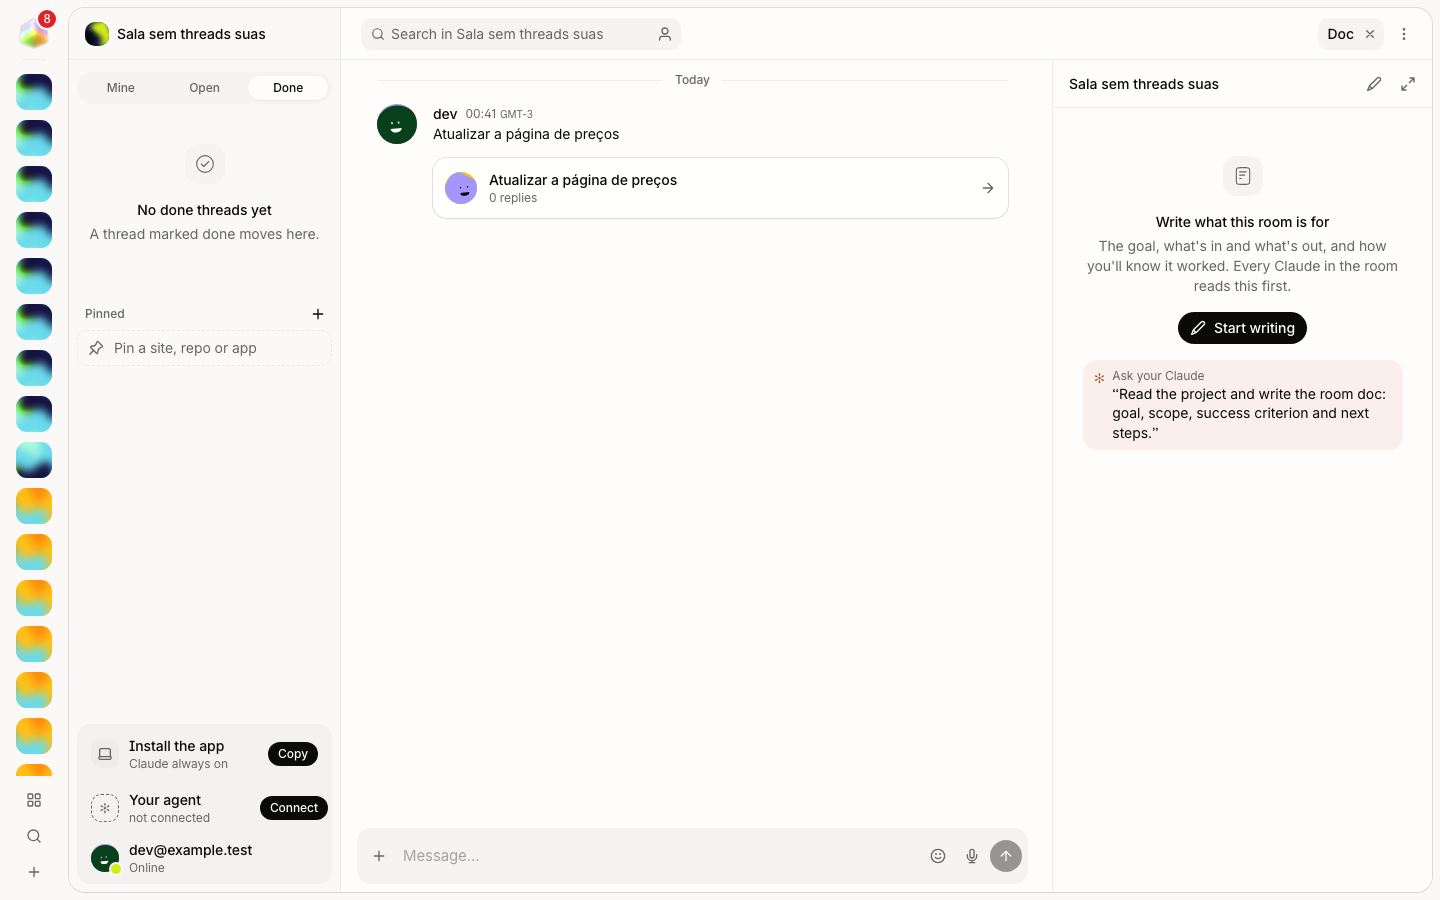 8
Sala sem threads suas
Search in Sala sem threads suas
Doc
Mine
Open
Done
No done threads yet
A thread marked done moves here.
Pinned
Pin a site, repo or app
Install the app
Claude always on
Copy
Your agent
not connected
Connect
dev@example.test
Online
Today
dev 00:41 GMT-3
Atualizar a página de preços
Atualizar a página de preços
0 replies
Message...
Sala sem threads suas
Write what this room is for
The goal, what's in and what's out, and how
you'll know it worked. Every Claude in the room
reads this first.
Start writing
Ask your Claude
“Read the project and write the room doc:
goal, scope, success criterion and next
steps.”